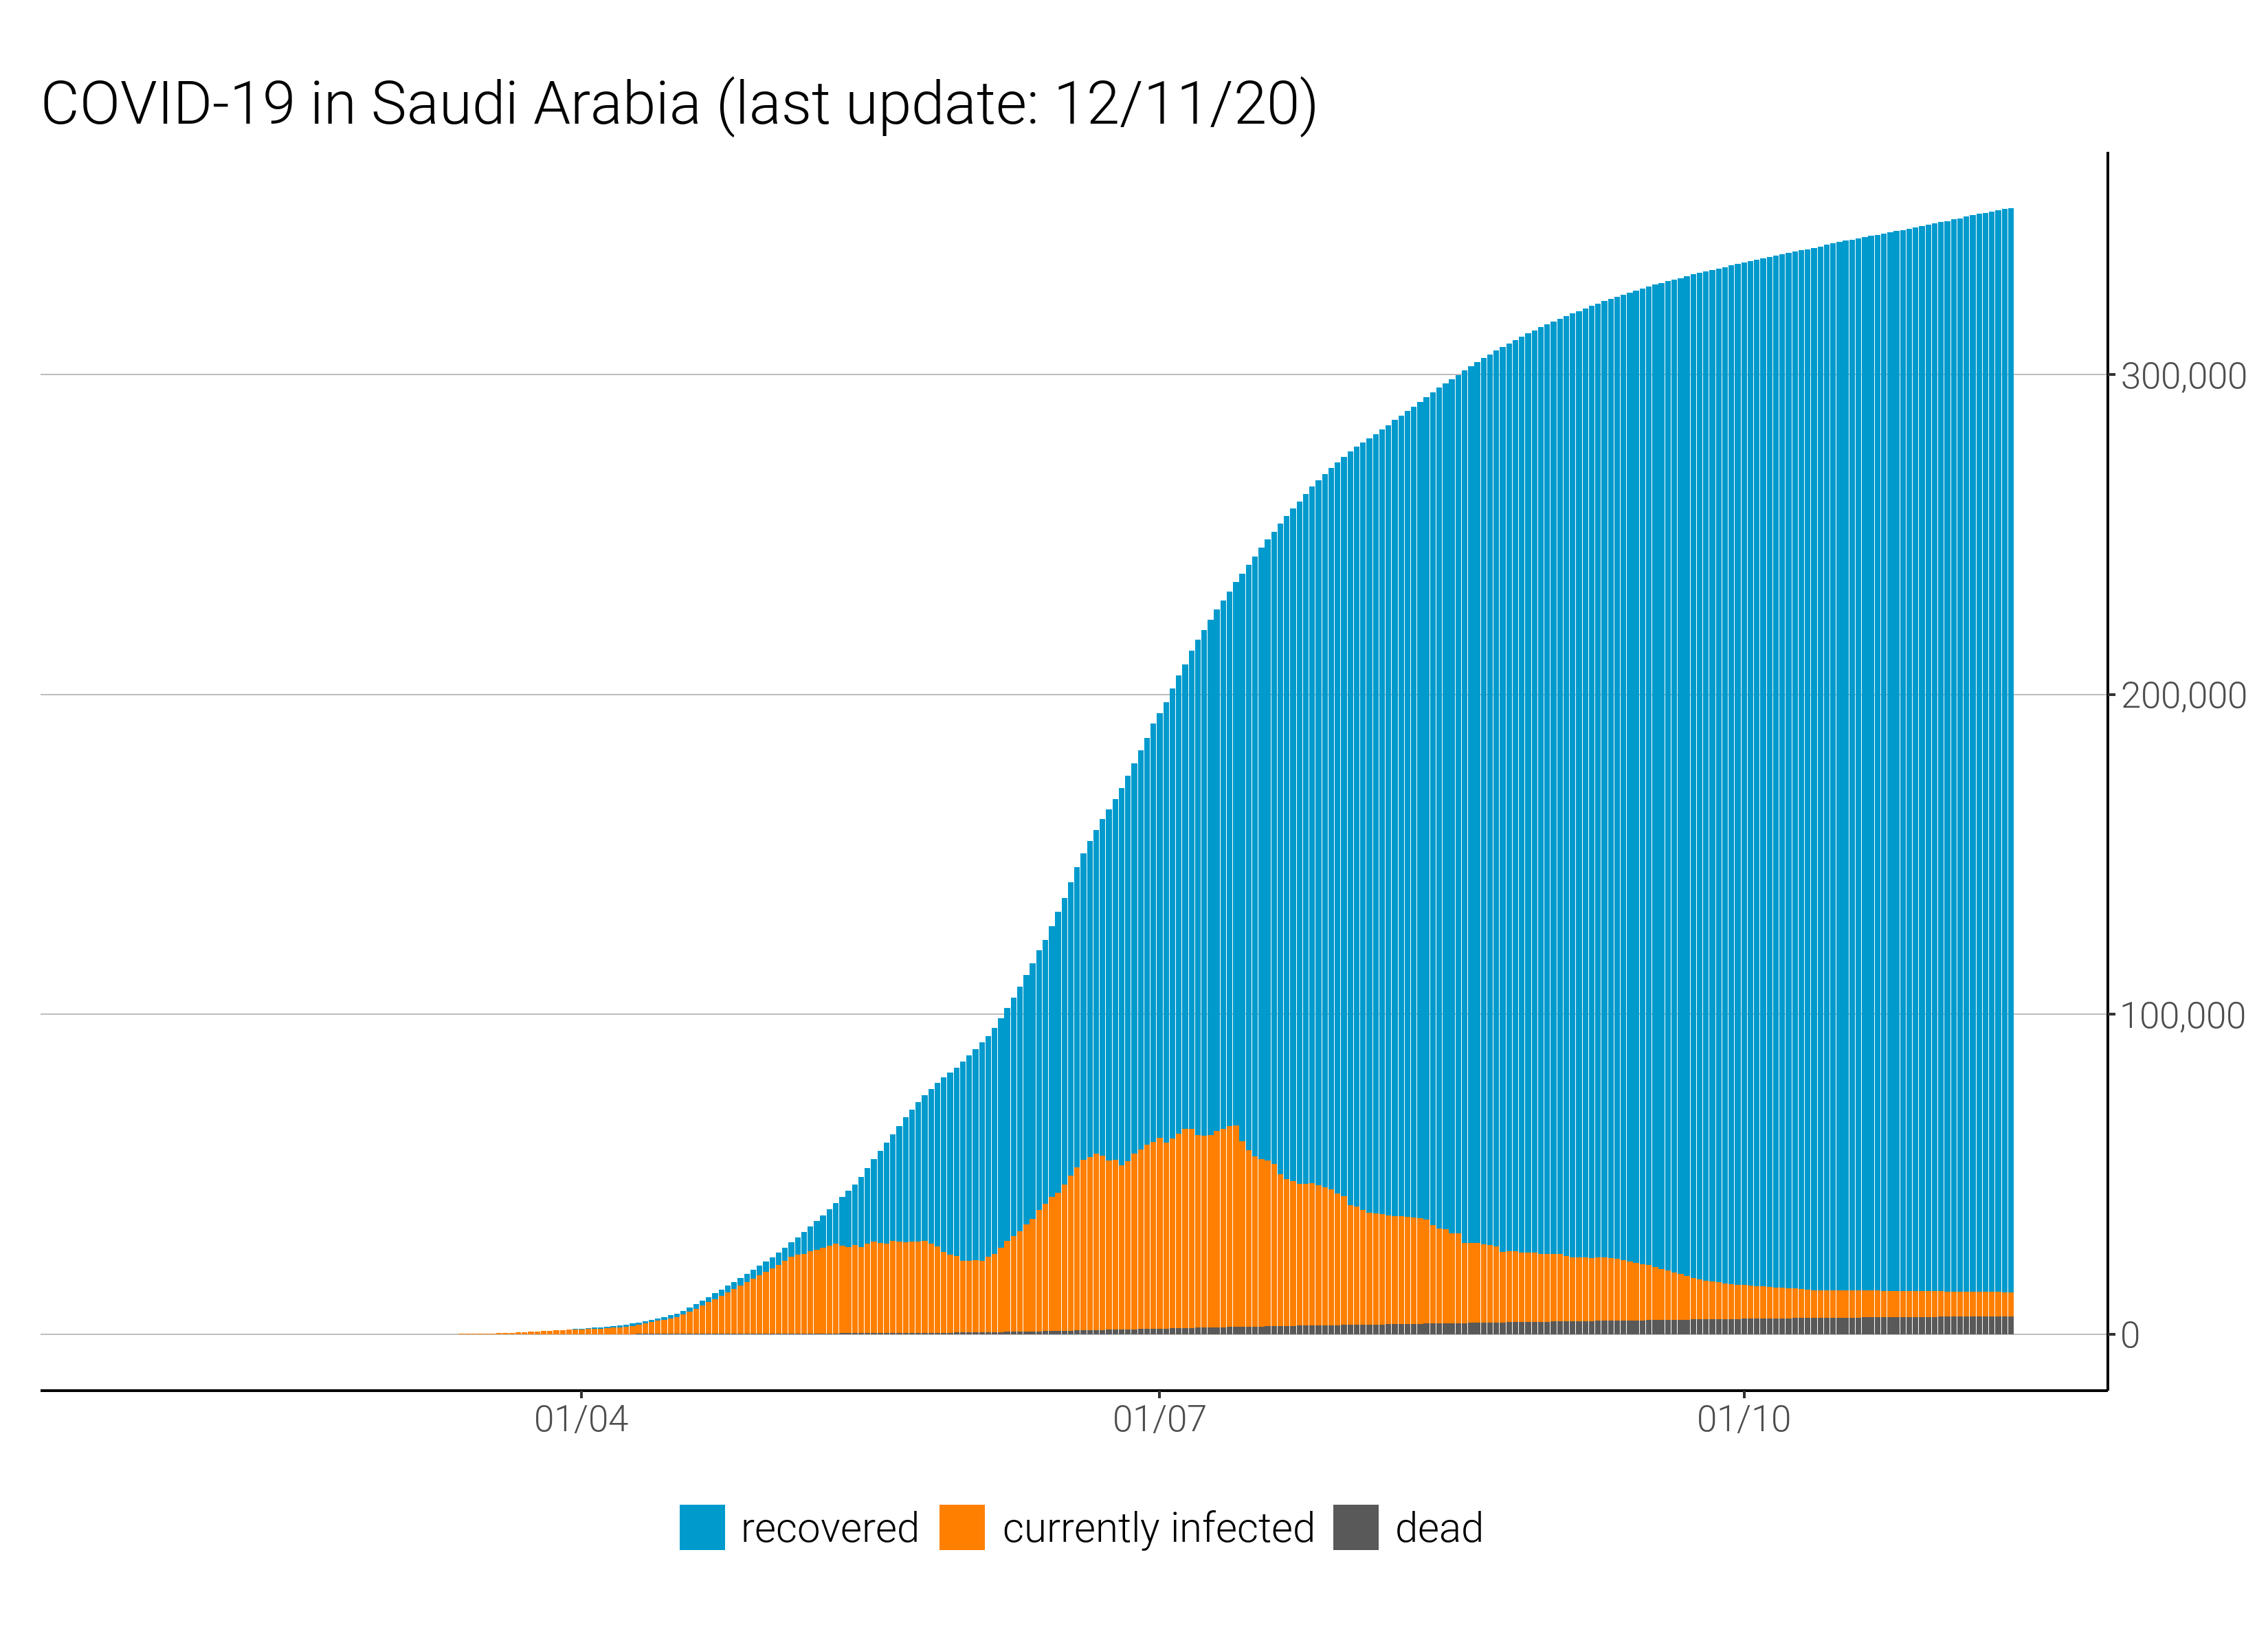 COVID-19 in Saudi Arabia (last update: 12/11/20)
300,000
200,000
100,000
0
01/04 01/07 01/10
recovered currently infected dead